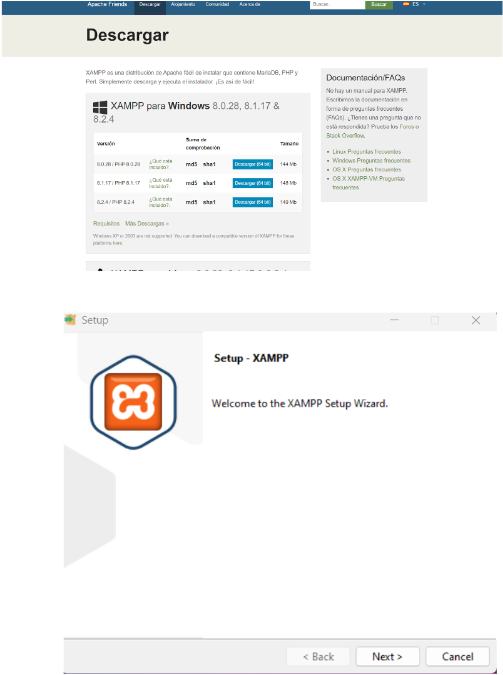 Apache Friends Descargar Alojamiento Comunidad Acerca de Buscar Buscar ES
Descargar
XAMPP es una distribución de Apache fácil de instalar que contiene MariaDB, PHP y
Perl. Simplemente descarga y ejecuta el instalador. ¡Es así de fácil!
XAMPP para Windows 8.0.28, 8.1.17 &
8.2.4
Versión Suma de comprobación Tamaño
8.0.28 / PHP 8.0.28 ¿Qué está incluido? md5 sha1 Descargar (64 bit) 144 Mb
8.1.17 / PHP 8.1.17 ¿Qué está incluido? md5 sha1 Descargar (64 bit) 148 Mb
8.2.4 / PHP 8.2.4 ¿Qué está incluido? md5 sha1 Descargar (64 bit) 149 Mb
Requisitos Más Descargas »
Windows XP or 2003 are not supported. You can download a compatible version of XAMPP for these
platforms here.
Documentación/FAQs
No hay un manual para XAMPP.
Escribimos la documentación en
forma de preguntas frecuentes
(FAQs). ¿Tienes una pregunta que no
está respondida? Prueba los Foros o
Stack Overflow.
• Linux Preguntas frecuentes
• Windows Preguntas frecuentes
• OS X Preguntas frecuentes
• OS X XAMPP-VM Preguntas
frecuentes
Setup
Setup - XAMPP
Welcome to the XAMPP Setup Wizard.
< Back Next > Cancel